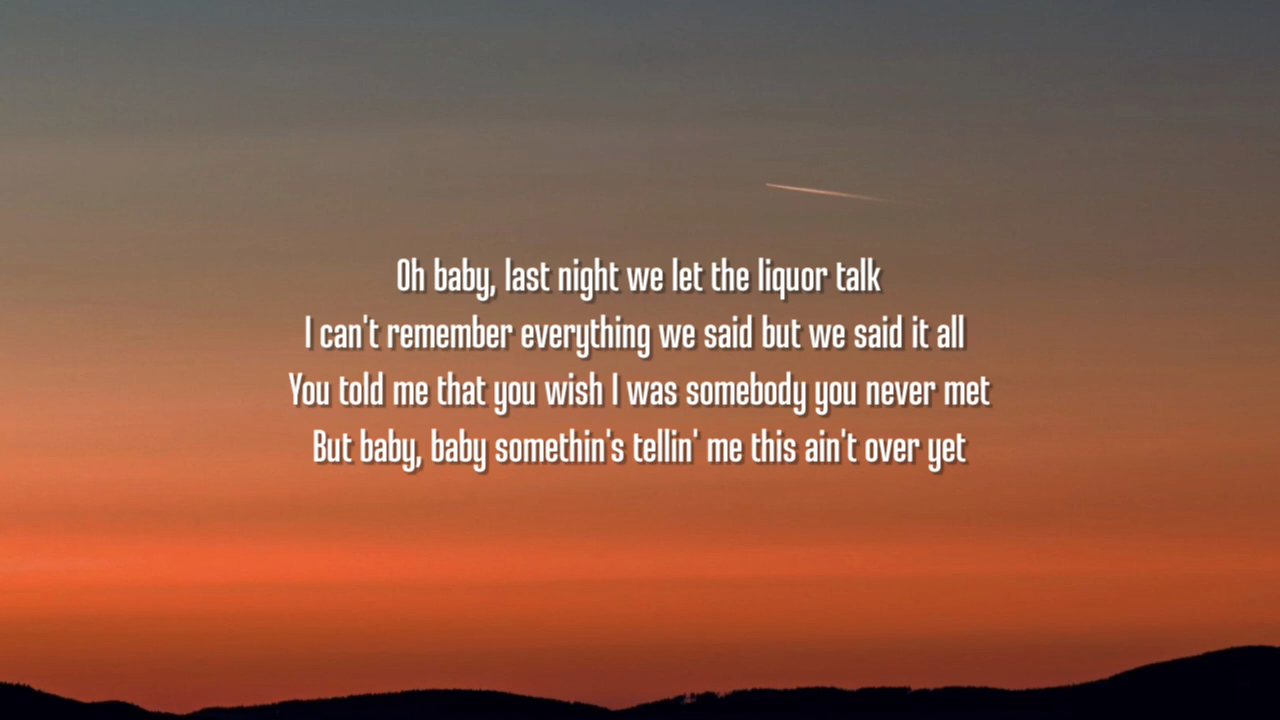 Oh baby, last night we let the liquor talk
I can't remember everything we said but we said it all
You told me that you wish I was somebody you never met
But baby, baby somethin's tellin' me this ain't over yet